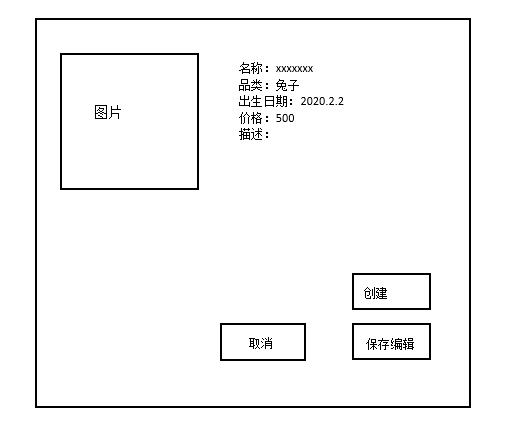 图片
名称：xxxxxxx
品类：兔子
出生日期：2020.2.2
价格：500
描述：
创建
取消
保存编辑